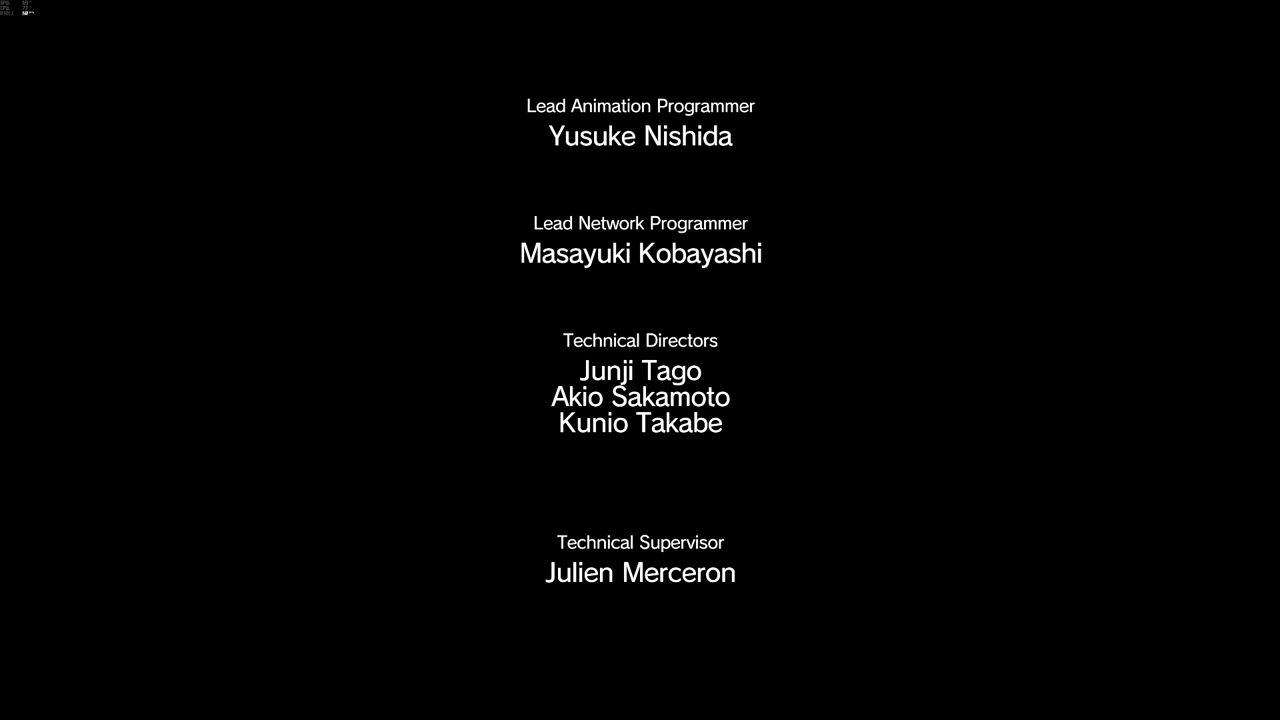 Lead Animation Programmer
Yusuke Nishida
Lead Network Programmer
Masayuki Kobayashi
Technical Directors
Junji Tago
Akio Sakamoto
Kunio Takabe
Technical Supervisor
Julien Merceron